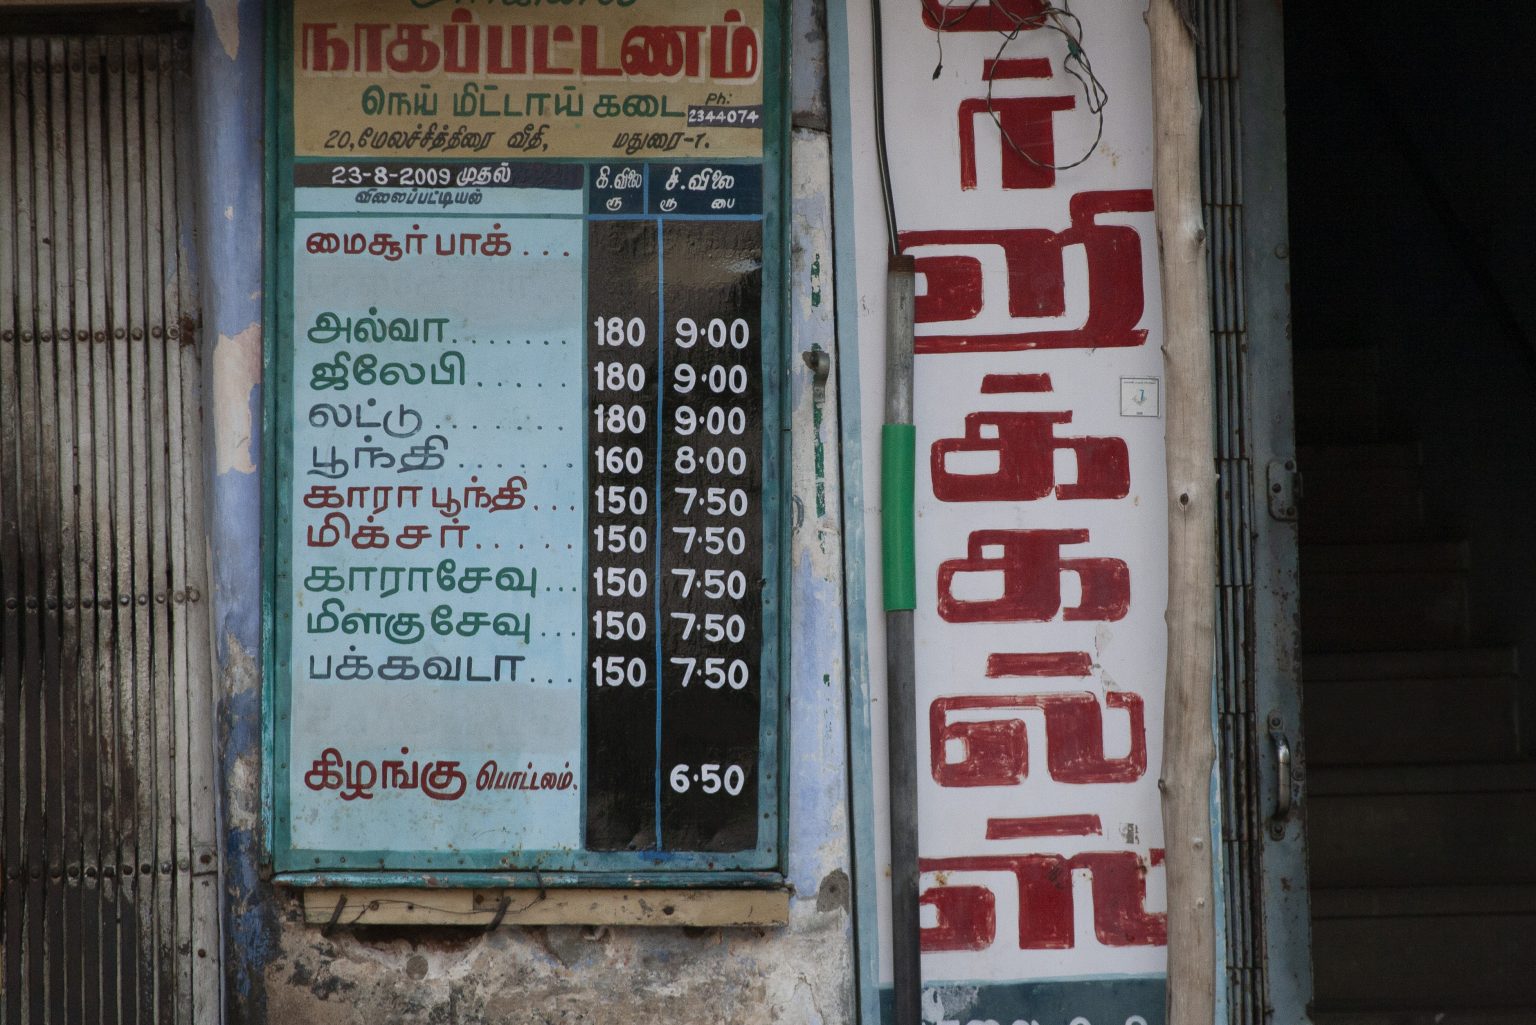 நாகப்பட்டணம்
நெய் மிட்டாய் கடை Ph: 2344074
20, மேலச்சித்திரை வீதி, மதுரை-1.
23-8-2009 முதல் கி.விலை சி.விலை
விலைப்பட்டியல் ரூ ரூ பை
மைசூர் பாக் . . .
அல்வா. . . . . . . 180 9·00
ஜிலேபி . . . . . 180 9·00
லட்டு . . . . . . . 180 9·00
பூந்தி . . . . . . 160 8·00
காரா பூந்தி . . . 150 7·50
மிக்சர் . . . . . 150 7·50
காராசேவு . . . 150 7·50
மிளகுசேவு . . . 150 7·50
பக்கவடா . . . 150 7·50
கிழங்கு பொட்டலம். 6·50
ர்
வி
க்
க
ல்
ஸ்